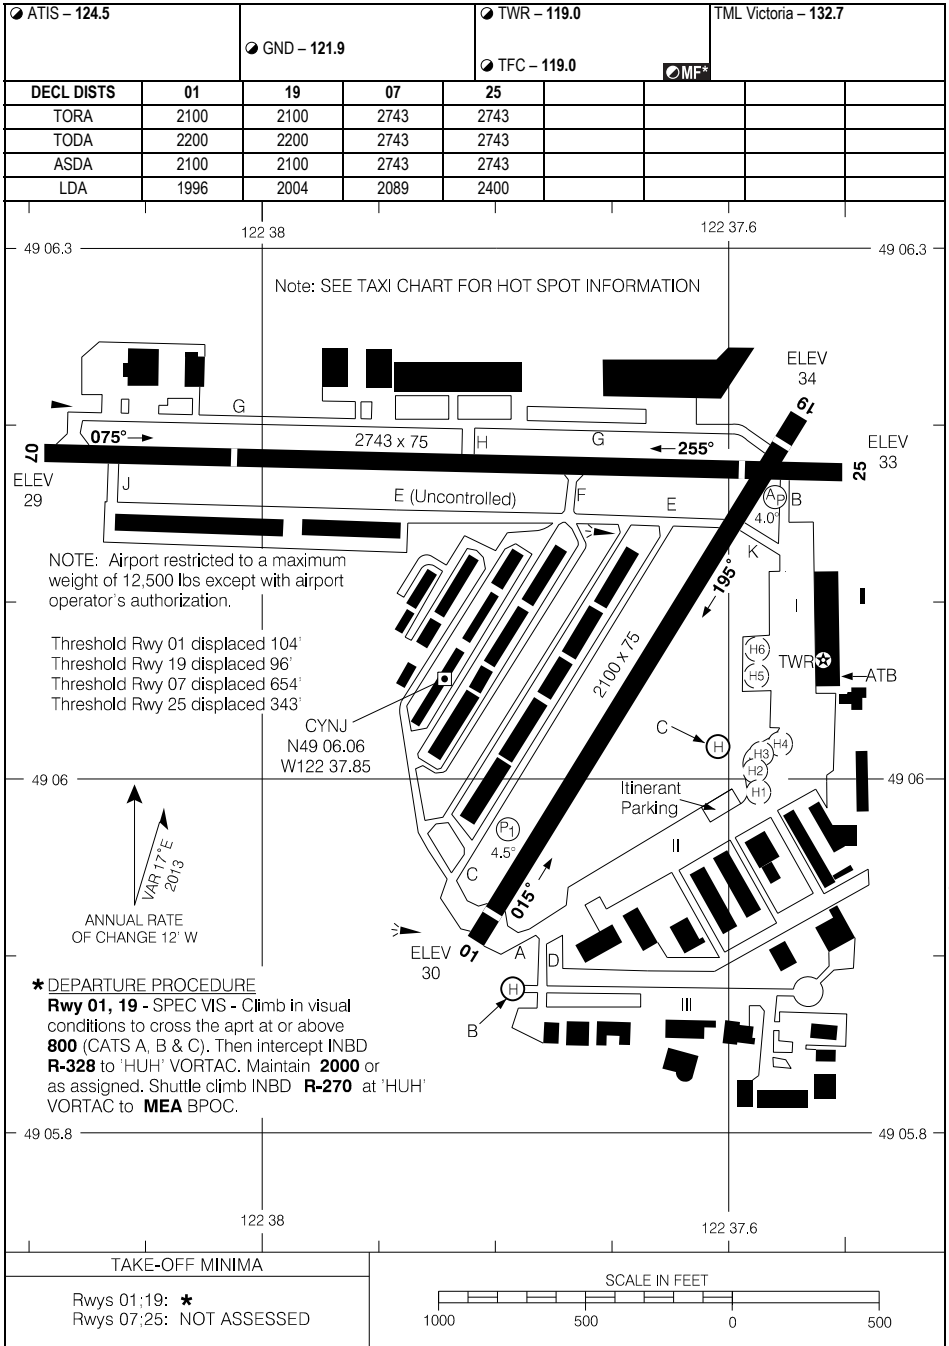 ATIS – 124.5
GND – 121.9
TWR – 119.0
TFC – 119.0
MF*
TML Victoria – 132.7
DECL DISTS 01 19 07 25
TORA 2100 2100 2743 2743
TODA 2200 2200 2743 2743
ASDA 2100 2100 2743 2743
LDA 1996 2004 2089 2400
122 38
122 37.6
49 06.3
49 06.3
Note: SEE TAXI CHART FOR HOT SPOT INFORMATION
ELEV
34
19
G
075°
2743 x 75
H
G
255°
ELEV
33
07
25
ELEV
29
J
E (Uncontrolled)
F
E
AP
B
4.0°
K
NOTE: Airport restricted to a maximum
weight of 12,500 lbs except with airport
operator's authorization.
195°
I
Threshold Rwy 01 displaced 104'
Threshold Rwy 19 displaced 96'
Threshold Rwy 07 displaced 654'
Threshold Rwy 25 displaced 343'
2100 x 75
H6
H5
TWR
ATB
CYNJ
N49 06.06
W122 37.85
C
H
H4
H3
H2
H1
49 06
49 06
Itinerant
Parking
P1
4.5°
II
C
VAR 17°E
2013
015°
ANNUAL RATE
OF CHANGE 12' W
ELEV
30
01
A
D
H
B
III
* DEPARTURE PROCEDURE
Rwy 01, 19 - SPEC VIS - Climb in visual
conditions to cross the aprt at or above
800 (CATS A, B & C). Then intercept INBD
R-328 to 'HUH' VORTAC. Maintain 2000 or
as assigned. Shuttle climb INBD R-270 at 'HUH'
VORTAC to MEA BPOC.
49 05.8
49 05.8
122 38
122 37.6
TAKE-OFF MINIMA
Rwys 01;19: *
Rwys 07;25: NOT ASSESSED
SCALE IN FEET
1000 500 0 500